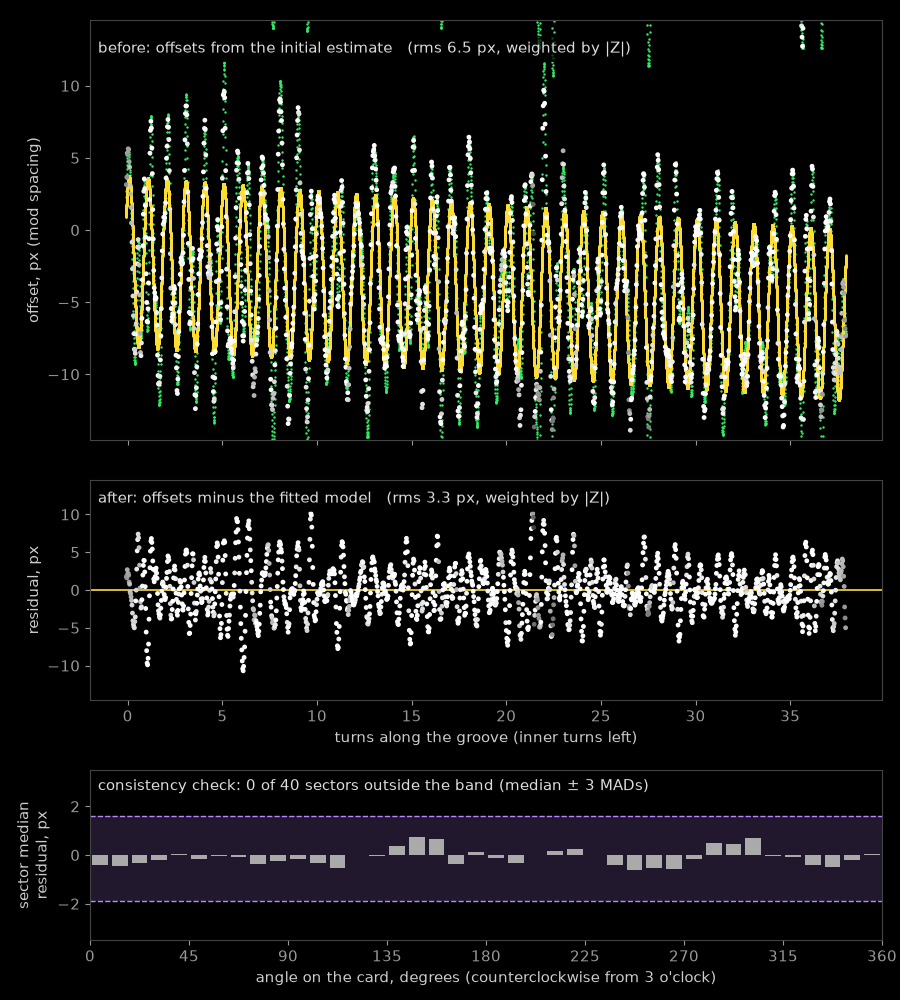 before: offsets from the initial estimate (rms 6.5 px, weighted by |Z|)
offset, px (mod spacing)
10
5
0
−5
−10
after: offsets minus the fitted model (rms 3.3 px, weighted by |Z|)
residual, px
10
5
0
−5
−10
0 5 10 15 20 25 30 35
turns along the groove (inner turns left)
consistency check: 0 of 40 sectors outside the band (median ± 3 MADs)
sector median
residual, px
2
0
−2
0 45 90 135 180 225 270 315 360
angle on the card, degrees (counterclockwise from 3 o'clock)